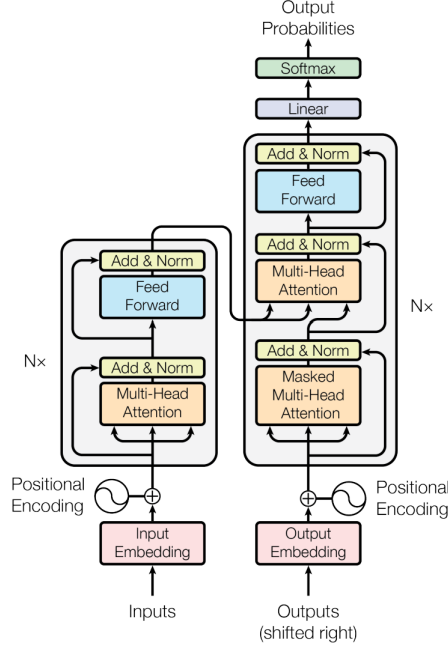 Output
Probabilities
Softmax
Linear
Add & Norm
Feed
Forward
Add & Norm
Multi-Head
Attention
Add & Norm
Masked
Multi-Head
Attention
N×
Add & Norm
Feed
Forward
N×
Add & Norm
Multi-Head
Attention
Positional
Encoding
Positional
Encoding
Input
Embedding
Output
Embedding
Inputs
Outputs
(shifted right)